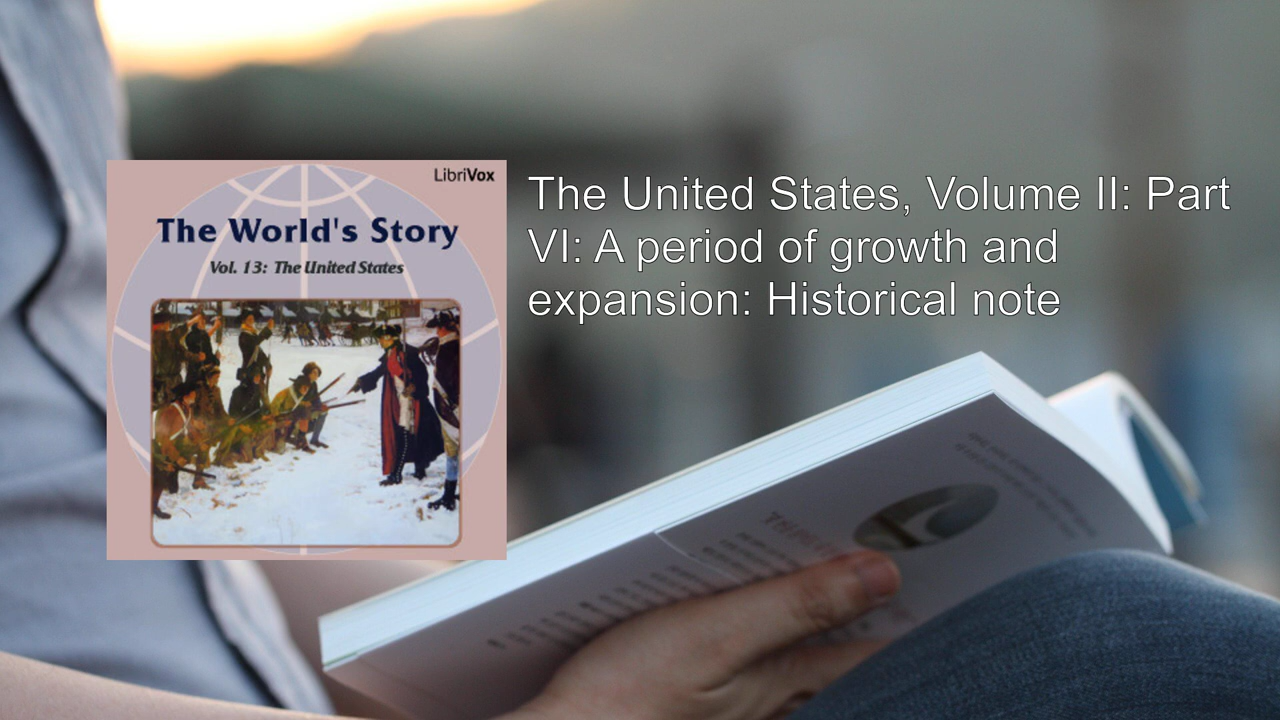 LibriVox
The World's Story
Vol. 13: The United States
The United States, Volume II: Part
VI: A period of growth and
expansion: Historical note